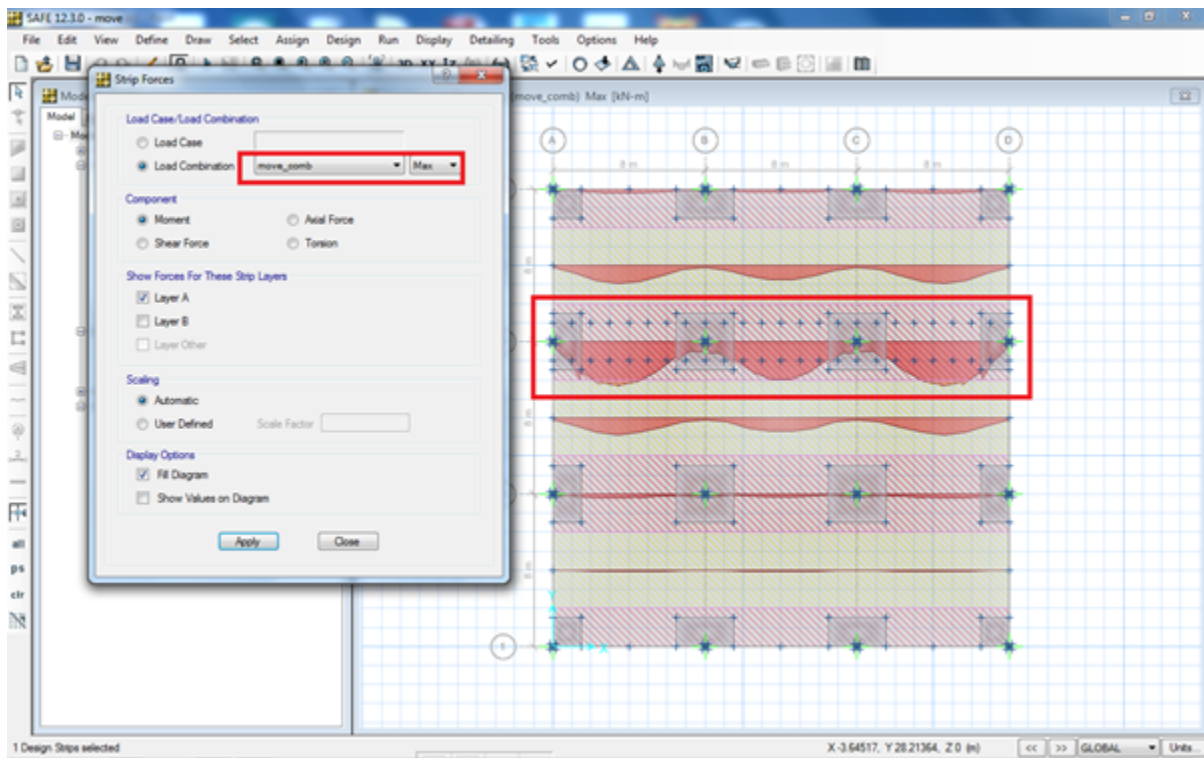 SAFE 12.3.0 - move
File Edit View Define Draw Select Assign Design Run Display Detailing Tools Options Help
Strip Forces
(move_comb) Max [kN-m]
Model
Load Case/Load Combination
Load Case
Load Combination move_comb Max
Component
Moment Axial Force
Shear Force Torsion
Show Forces For These Strip Layers
Layer A
Layer B
Layer Other
Scaling
Automatic
User Defined Scale Factor
Display Options
Fill Diagram
Show Values on Diagram
Apply Close
A B C D
8 m 8 m 8 m
8 m
8 m
8 m
Y
X
all
ps
clr
1 Design Strips selected
X -3.64517, Y 28.21364, Z 0 (m) << >> GLOBAL Units...